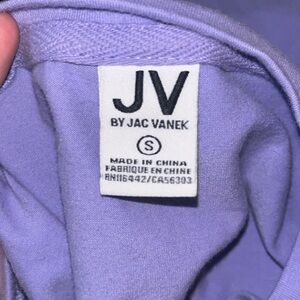 JV
BY JAC VANEK
S
MADE IN CHINA
FABRIQUE EN CHINE
RN116442/CA56303